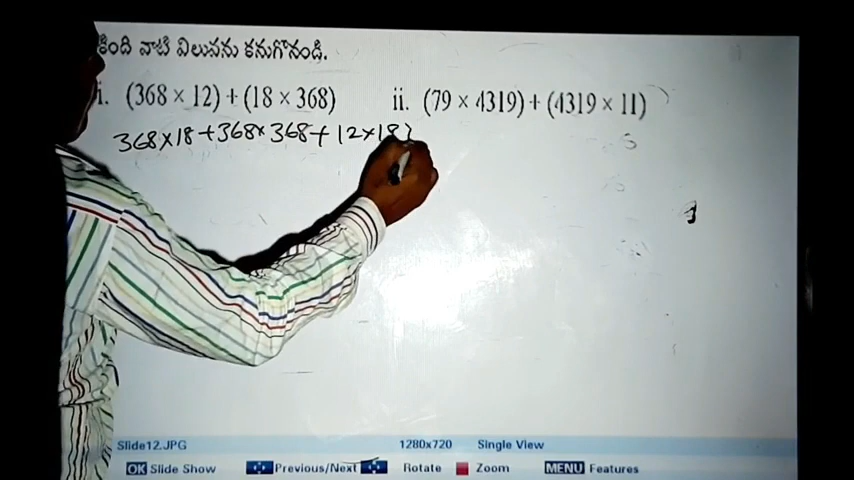 కింది వాటి విలువను కనుగొనండి.
i. (368 × 12) + (18 × 368) ii. (79 × 4319) + (4319 × 11)
368×18+368×368+12×18
Slide12.JPG 1280x720 Single View
OK Slide Show Previous/Next Rotate Zoom MENU Features